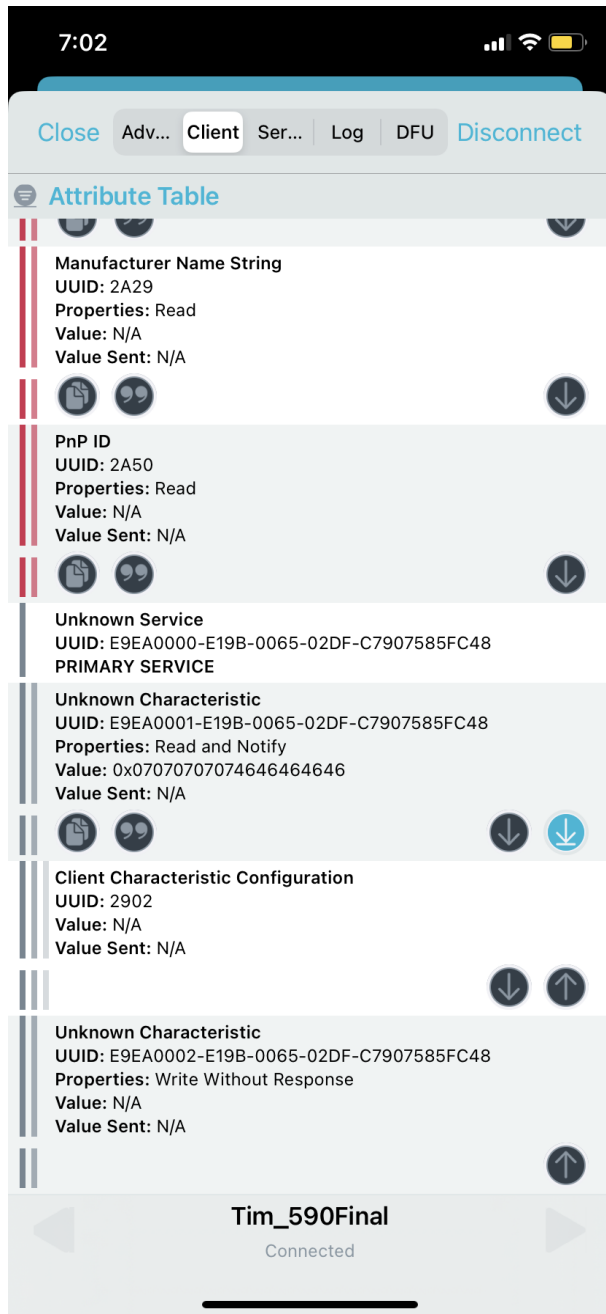 7:02
Close Adv... Client Ser... Log DFU Disconnect
Attribute Table
Manufacturer Name String
UUID: 2A29
Properties: Read
Value: N/A
Value Sent: N/A
PnP ID
UUID: 2A50
Properties: Read
Value: N/A
Value Sent: N/A
Unknown Service
UUID: E9EA0000-E19B-0065-02DF-C7907585FC48
PRIMARY SERVICE
Unknown Characteristic
UUID: E9EA0001-E19B-0065-02DF-C7907585FC48
Properties: Read and Notify
Value: 0x07070707074646464646
Value Sent: N/A
Client Characteristic Configuration
UUID: 2902
Value: N/A
Value Sent: N/A
Unknown Characteristic
UUID: E9EA0002-E19B-0065-02DF-C7907585FC48
Properties: Write Without Response
Value: N/A
Value Sent: N/A
Tim_590Final
Connected